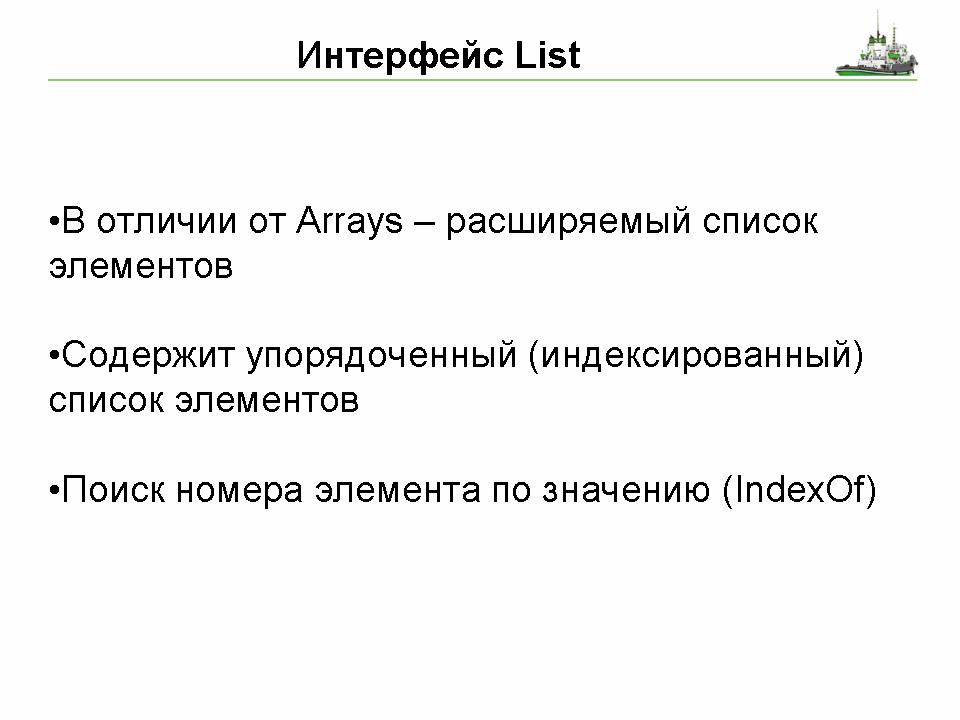 Интерфейс List
•В отличии от Arrays – расширяемый список
элементов
•Содержит упорядоченный (индексированный)
список элементов
•Поиск номера элемента по значению (IndexOf)